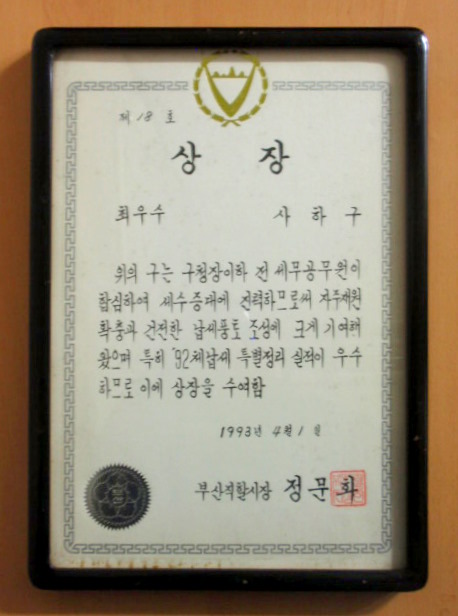 제 18 호
상 장
최우수 사하구
위의 구는 구청장이하 전 세무공무원이
합심하여 세수증대에 진력하므로써 자주재원
확충과 건전한 납세풍토 조성에 크게 기여해
왔으며 특히 '92체납세 특별정리 실적이 우수
하므로 이에 상장을 수여함
1993년 4월 1일
부산직할시장 정문화